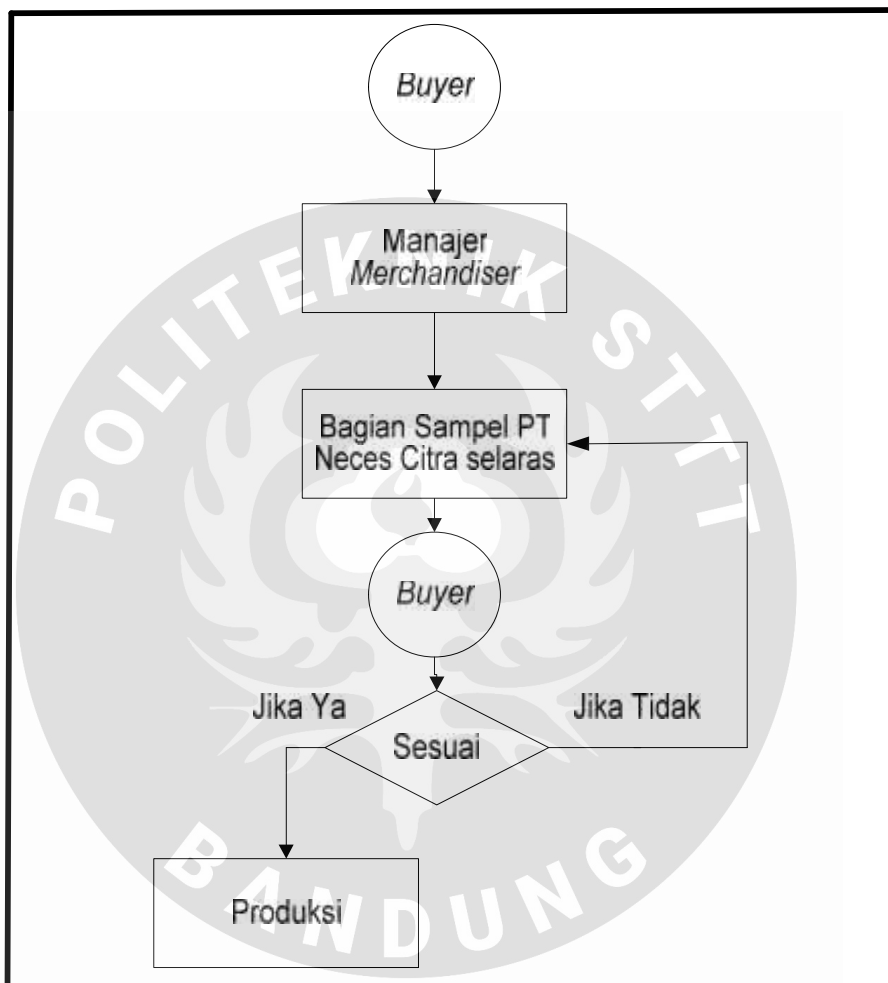 Buyer
Manajer
Merchandiser
Bagian Sampel PT
Neces Citra selaras
Buyer
Jika Ya
Jika Tidak
Sesuai
Produksi
POLITEKNIK STTT
BANDUNG